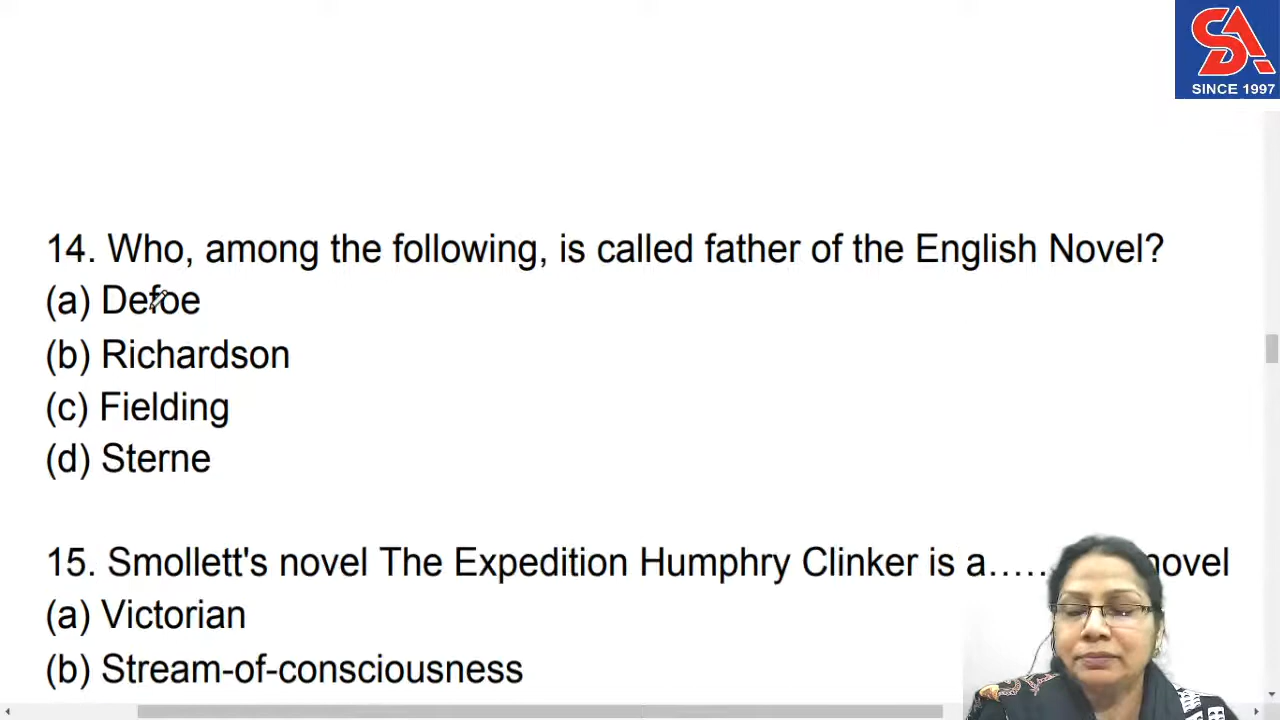 SA
SINCE 1997
14. Who, among the following, is called father of the English Novel?
(a) Defoe
(b) Richardson
(c) Fielding
(d) Sterne
15. Smollett's novel The Expedition Humphry Clinker is a…… novel
(a) Victorian
(b) Stream-of-consciousness